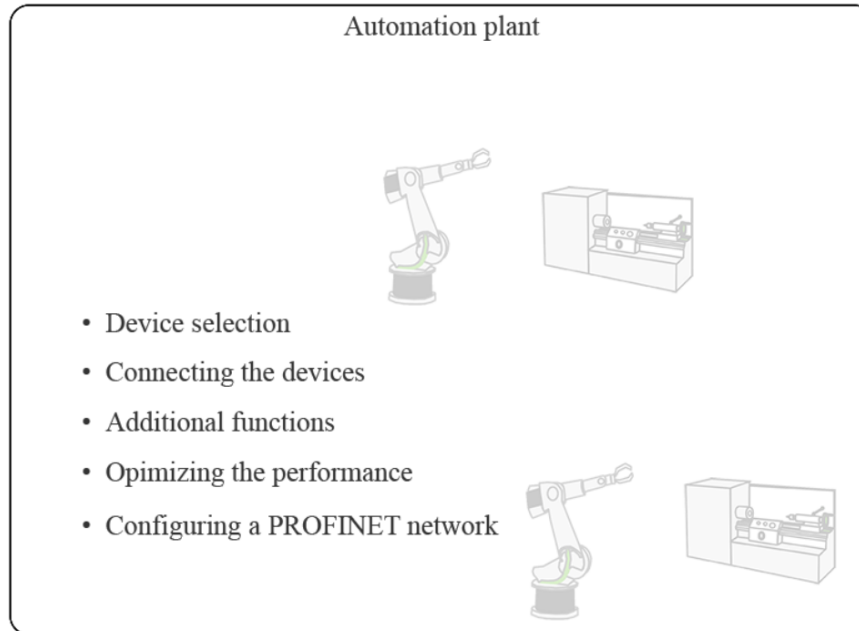 Automation plant
• Device selection
• Connecting the devices
• Additional functions
• Opimizing the performance
• Configuring a PROFINET network